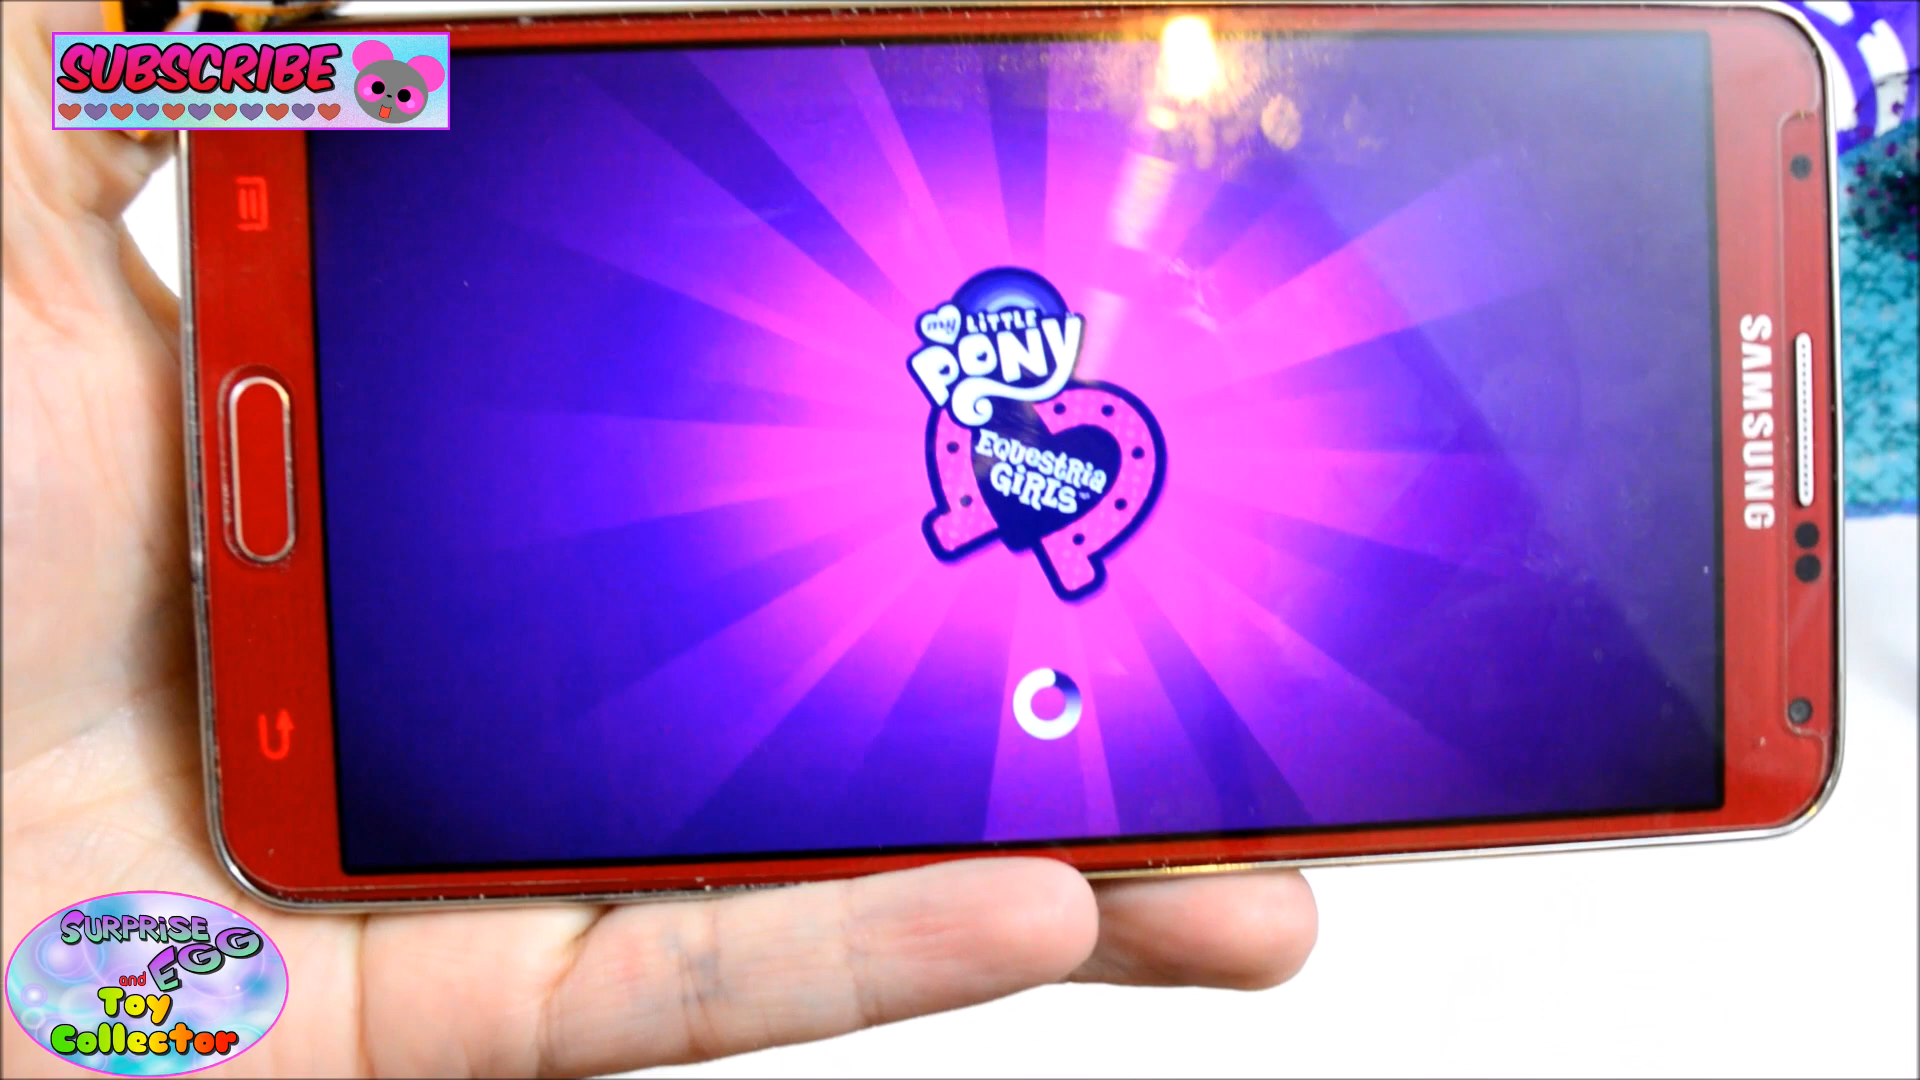 SUBSCRIBE
my LiTTLE
PONY
EQUESTRIA
GiRLS
SAMSUNG
SURPRiSE
EGG
and
Toy
Collector